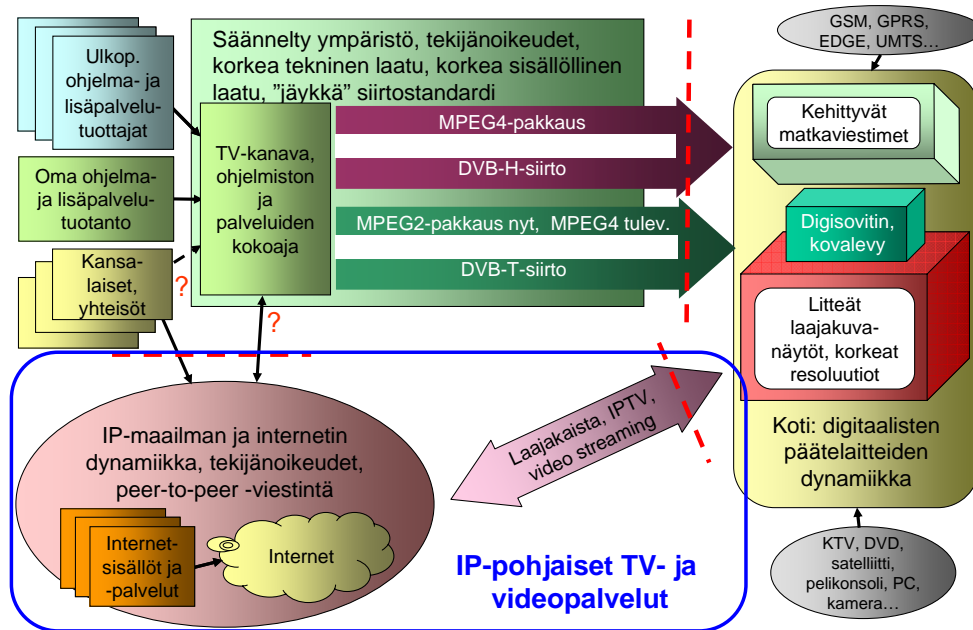 Ulkop.
ohjelma- ja
lisäpalvelu-
tuottajat
Oma ohjelma-
ja lisäpalvelu-
tuotanto
Kansa-
laiset,
yhteisöt
?
Säännelty ympäristö, tekijänoikeudet,
korkea tekninen laatu, korkea sisällöllinen
laatu, ”jäykkä” siirtostandardi
TV-kanava,
ohjelmiston
ja
palveluiden
kokoaja
?
MPEG4-pakkaus
DVB-H-siirto
MPEG2-pakkaus nyt, MPEG4 tulev.
DVB-T-siirto
GSM, GPRS,
EDGE, UMTS...
Kehittyvät
matkaviestimet
Digisovitin,
kovalevy
Litteät
laajakuva-
näytöt, korkeat
resoluutiot
Koti: digitaalisten
päätelaitteiden
dynamiikka
KTV, DVD,
satelliitti,
pelikonsoli, PC,
kamera...
IP-maailman ja internetin
dynamiikka, tekijänoikeudet,
peer-to-peer -viestintä
Internet-
sisällöt ja
-palvelut
Internet
Laajakaista, IPTV,
video streaming
IP-pohjaiset TV- ja
videopalvelut